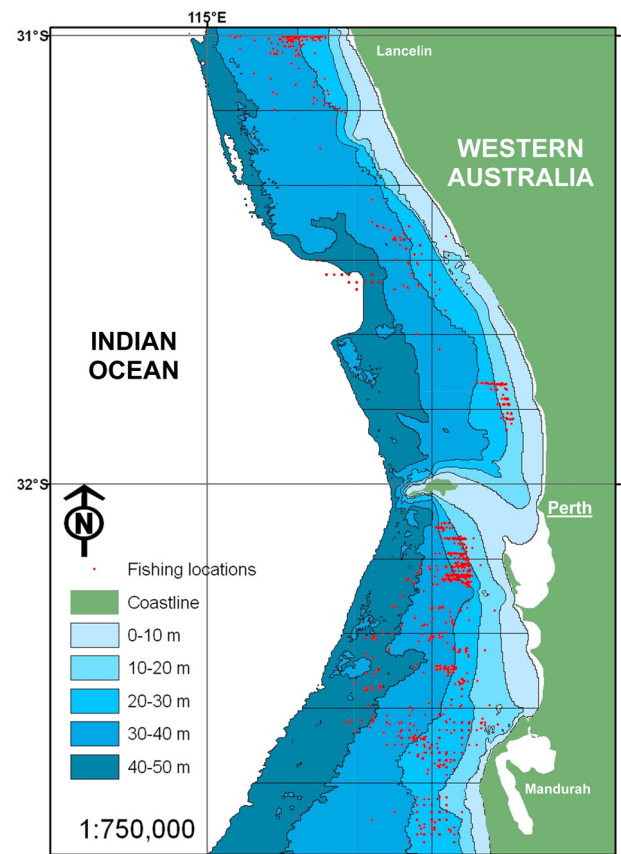 115°E
31°S
Lancelin
WESTERN
AUSTRALIA
INDIAN
OCEAN
32°S
Perth
N
Fishing locations
Coastline
0-10 m
10-20 m
20-30 m
30-40 m
40-50 m
Mandurah
1:750,000